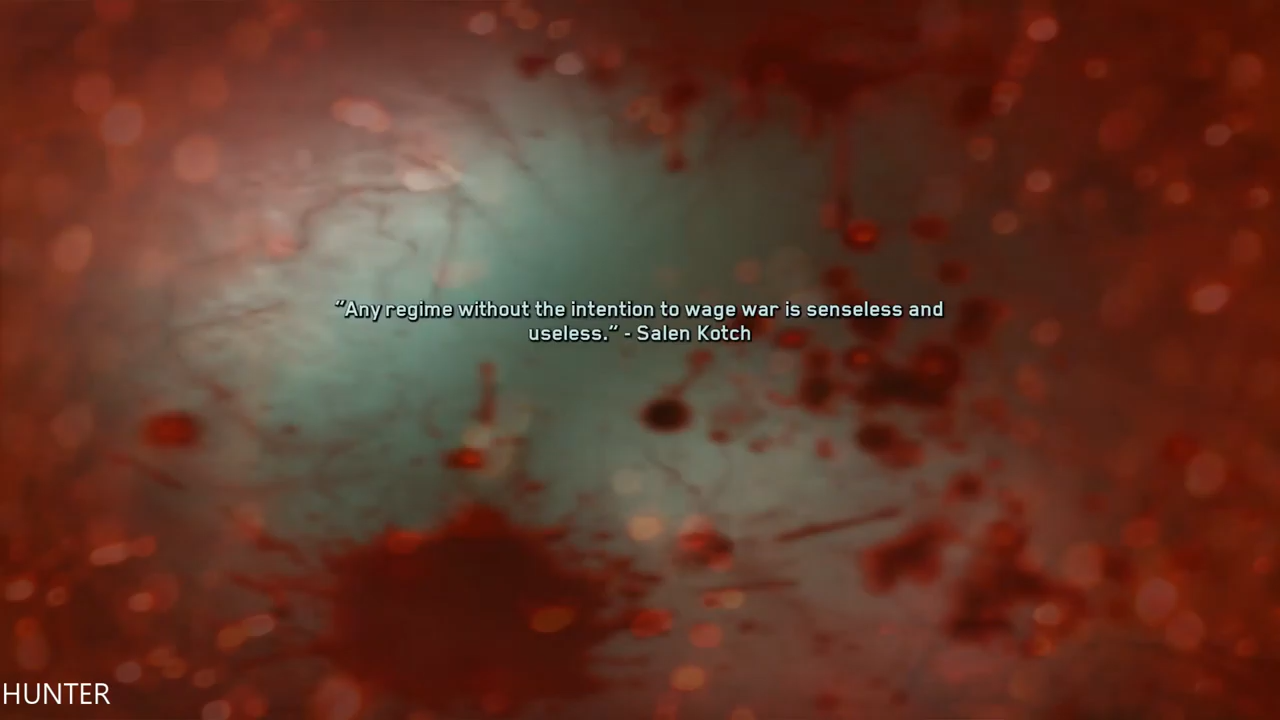 "Any regime without the intention to wage war is senseless and
useless." - Salen Kotch
HUNTER